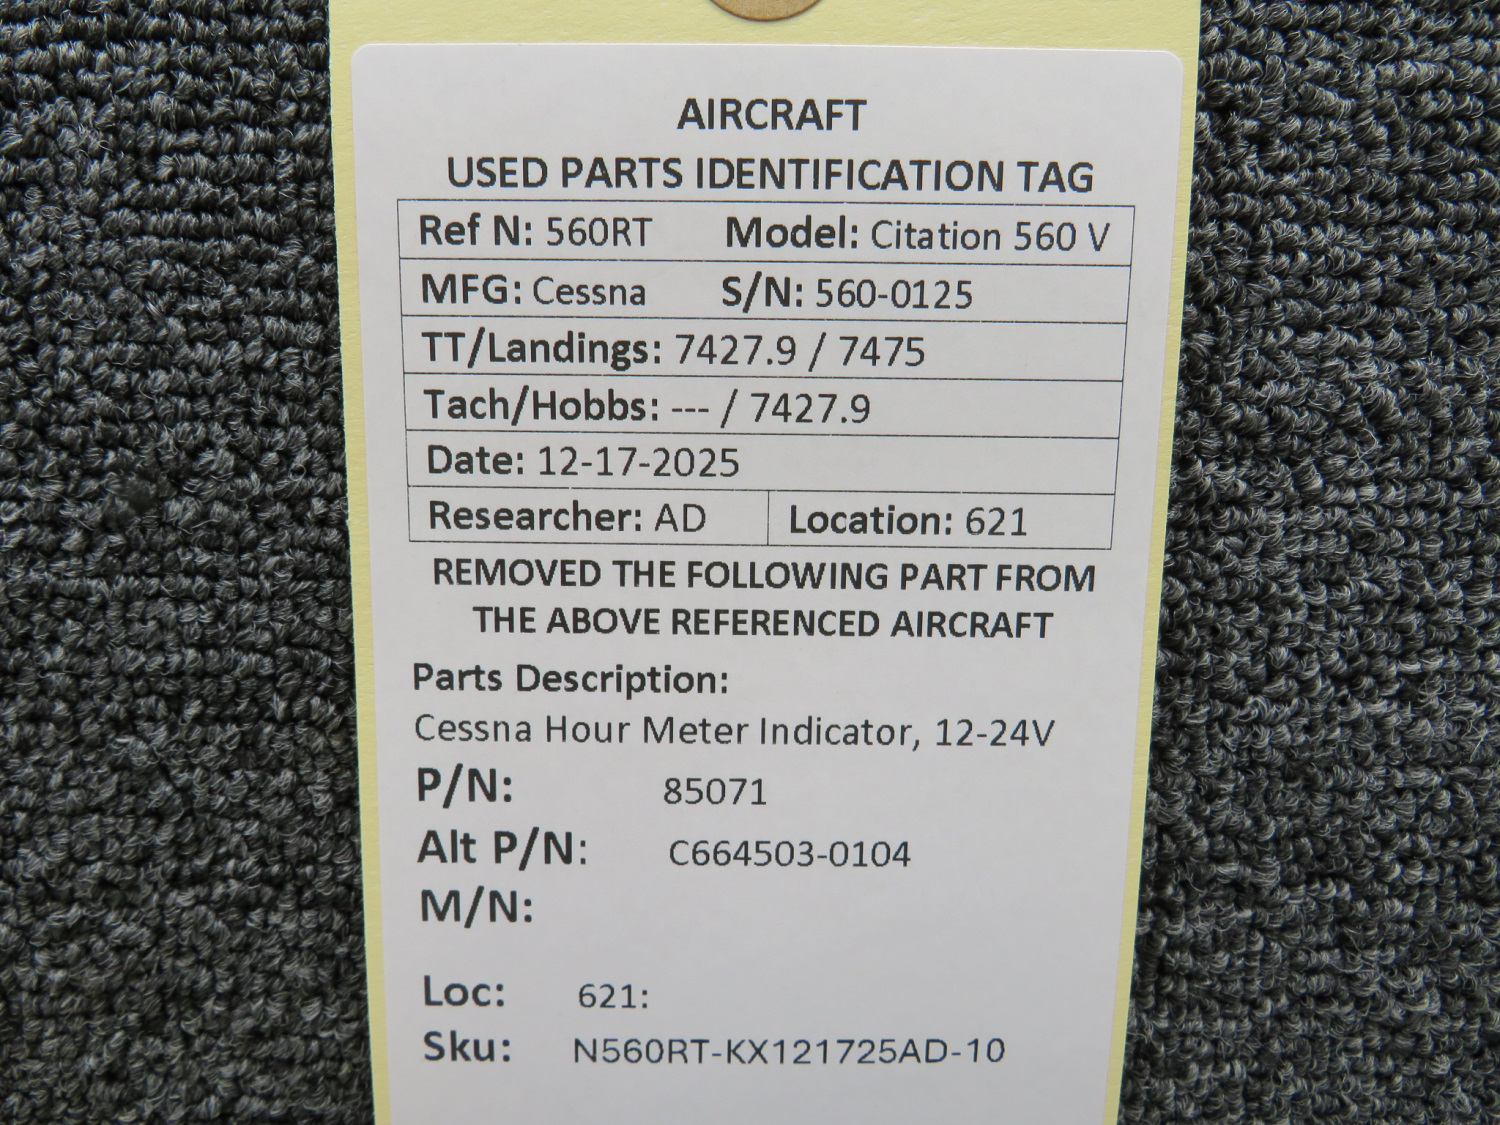 AIRCRAFT
USED PARTS IDENTIFICATION TAG
Ref N: 560RT Model: Citation 560 V
MFG: Cessna S/N: 560-0125
TT/Landings: 7427.9 / 7475
Tach/Hobbs: --- / 7427.9
Date: 12-17-2025
Researcher: AD Location: 621
REMOVED THE FOLLOWING PART FROM
THE ABOVE REFERENCED AIRCRAFT
Parts Description:
Cessna Hour Meter Indicator, 12-24V
P/N: 85071
Alt P/N: C664503-0104
M/N:
Loc: 621:
Sku: N560RT-KX121725AD-10